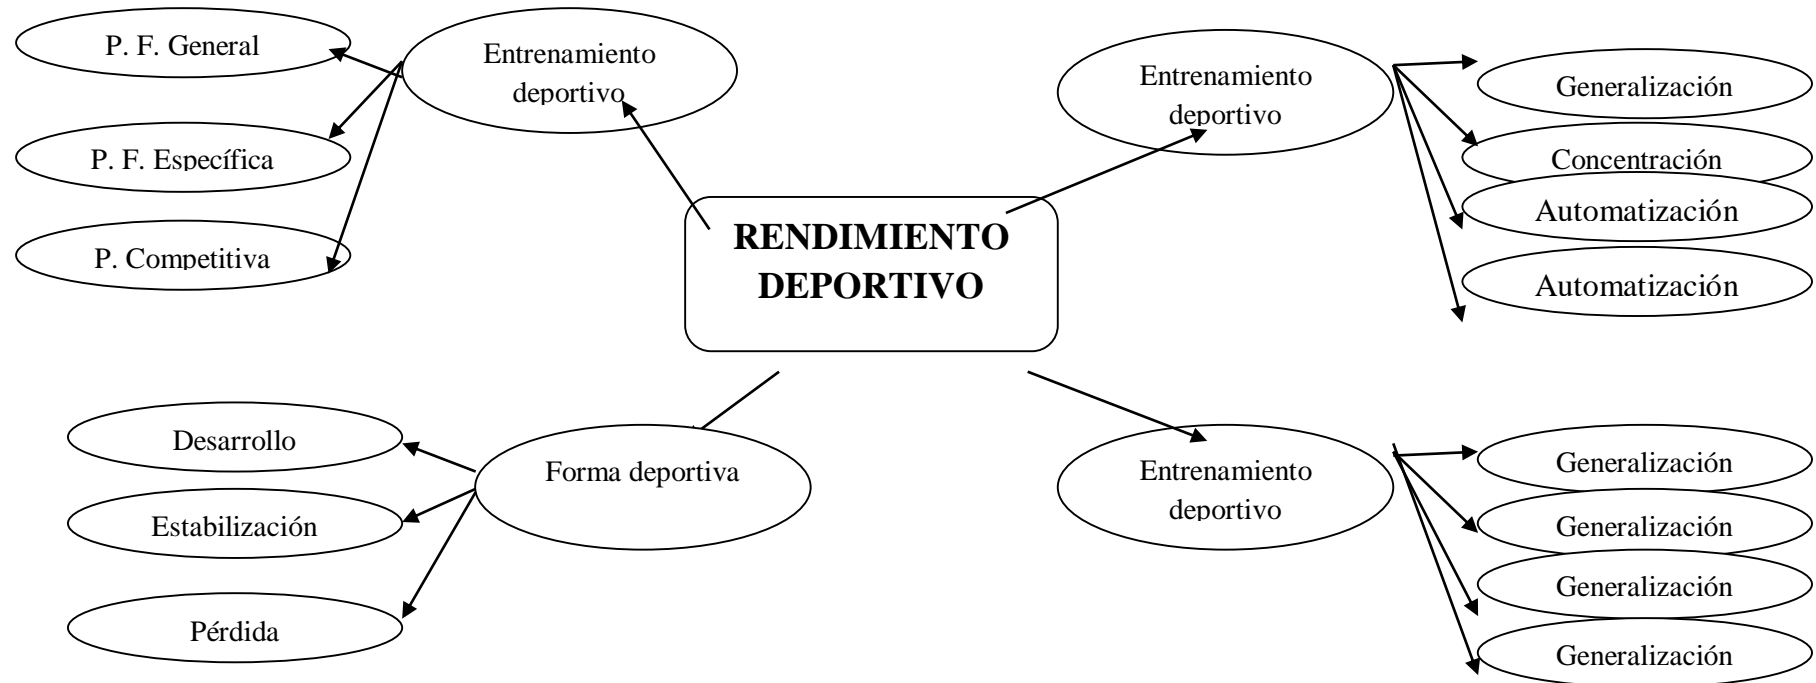 P. F. General
Entrenamiento
deportivo
P. F. Específica
P. Competitiva
Entrenamiento
deportivo
Generalización
Concentración
Automatización
Automatización
RENDIMIENTO
DEPORTIVO
Desarrollo
Forma deportiva
Estabilización
Pérdida
Entrenamiento
deportivo
Generalización
Generalización
Generalización
Generalización